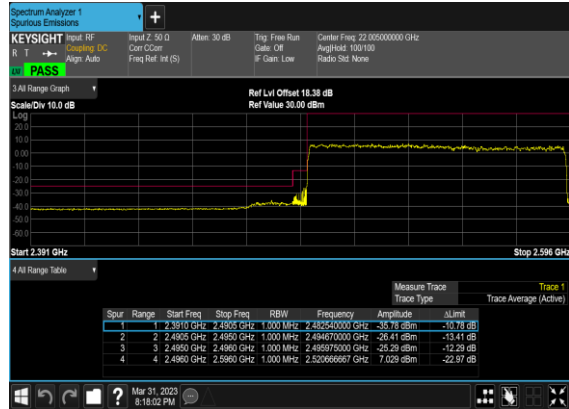 Spectrum Analyzer 1
Spurious Emissions
KEYSIGHT Input: RF Input Z: 50 Ω Atten: 30 dB Trig: Free Run Center Freq: 22.005000000 GHz
R T Coupling: DC Corr CCorr Gate: Off Avg|Hold: 100/100
Align: Auto Freq Ref: Int (S) IF Gain: Low Radio Std: None
PASS
3 All Range Graph
Ref Lvl Offset 18.38 dB
Scale/Div 10.0 dB Ref Value 30.00 dBm
Log
20.0
10.0
0.00
-10.0
-20.0
-30.0
-40.0
-50.0
-60.0
Start 2.391 GHz Stop 2.596 GHz
4 All Range Table
Measure Trace Trace 1
Trace Type Trace Average (Active)
Spur Range Start Freq Stop Freq RBW Frequency Amplitude ΔLimit
1 1 2.3910 GHz 2.4905 GHz 1.000 MHz 2.482540000 GHz -35.78 dBm -10.78 dB
2 2 2.4905 GHz 2.4950 GHz 1.000 MHz 2.494670000 GHz -26.41 dBm -13.41 dB
3 3 2.4950 GHz 2.4960 GHz 1.000 MHz 2.495975000 GHz -25.29 dBm -12.29 dB
4 4 2.4960 GHz 2.5960 GHz 1.000 MHz 2.520666667 GHz 7.029 dBm -22.97 dB
Mar 31, 2023
8:18:02 PM